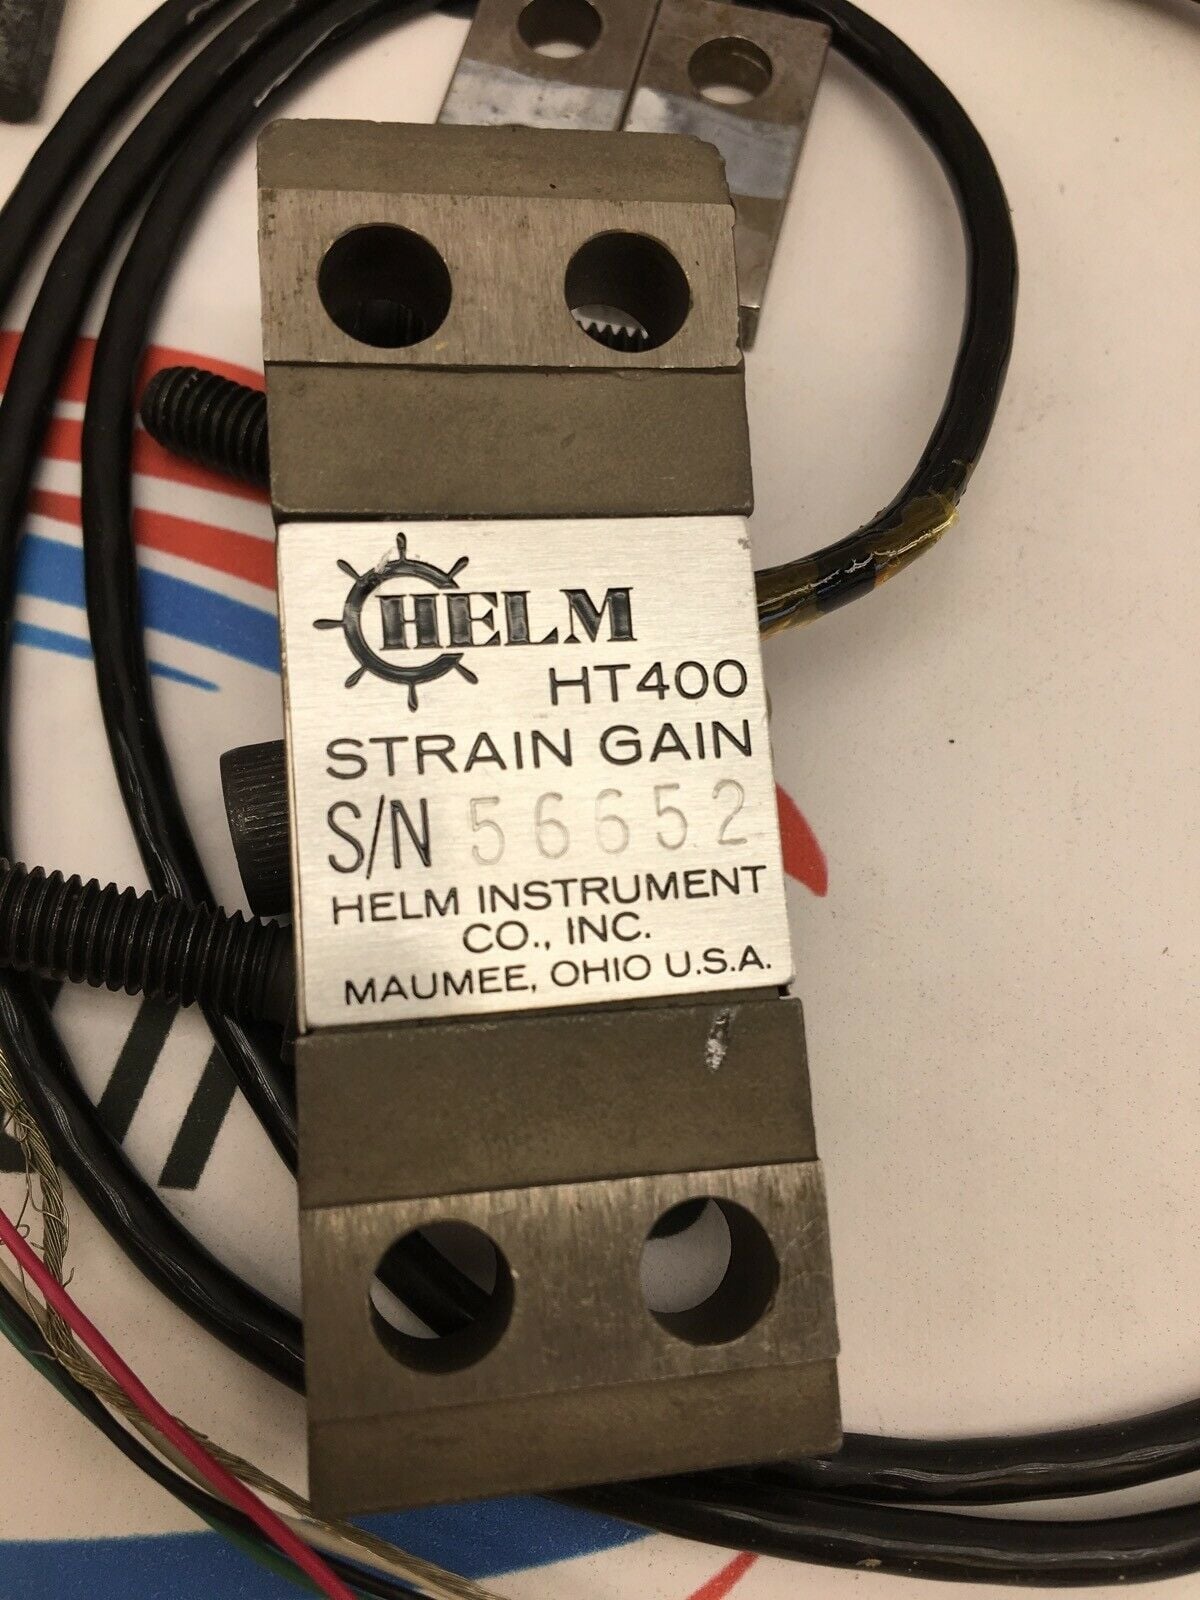 HELM
HT400
STRAIN GAIN
S/N 56652
HELM INSTRUMENT
CO., INC.
MAUMEE, OHIO U.S.A.